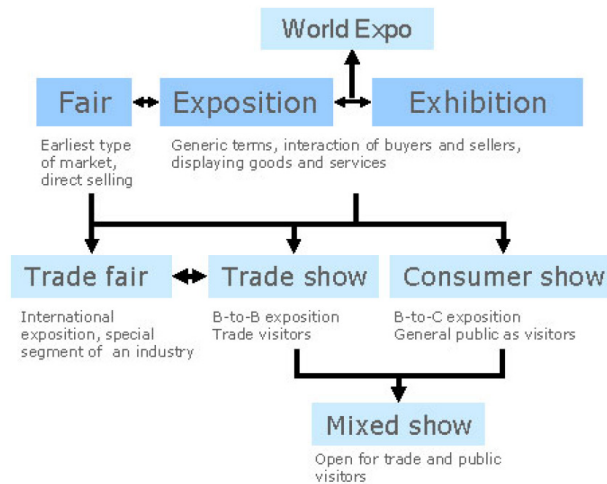 World Expo
Fair
Exposition
Exhibition
Earliest type
of market,
direct selling
Generic terms, interaction of buyers and sellers,
displaying goods and services
Trade fair
Trade show
Consumer show
International
exposition, special
segment of an industry
B-to-B exposition
Trade visitors
B-to-C exposition
General public as visitors
Mixed show
Open for trade and public
visitors